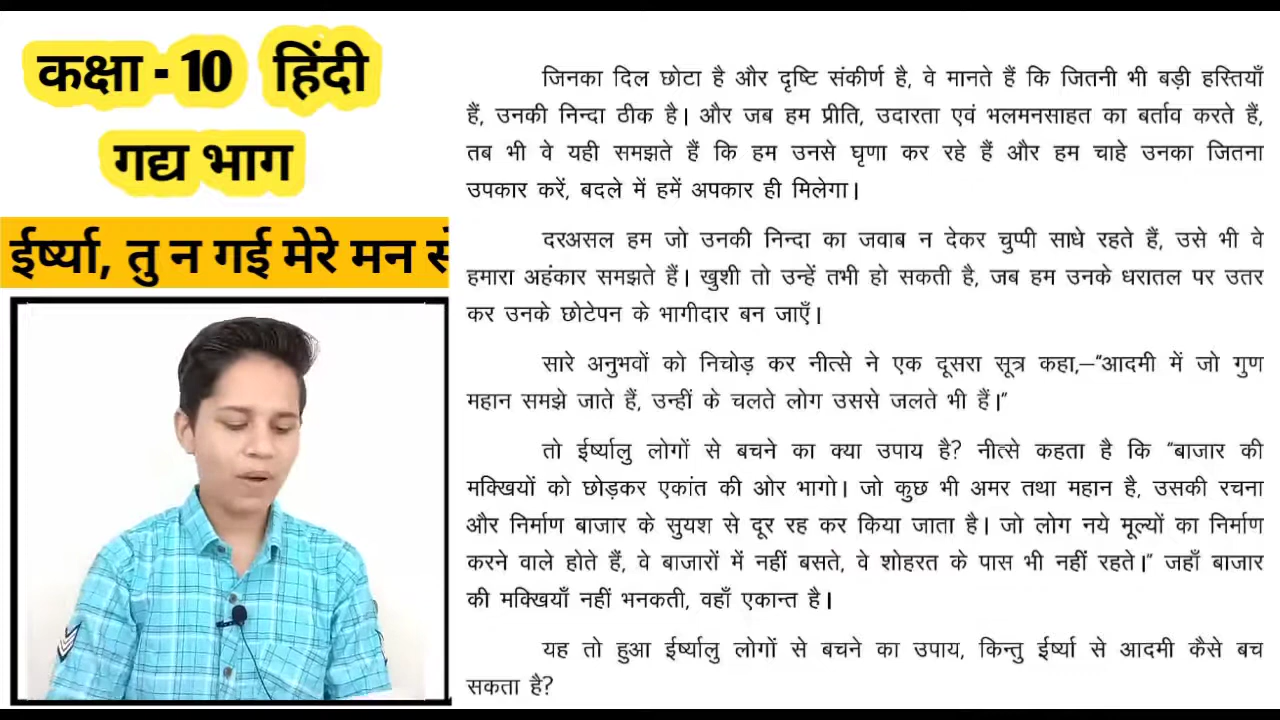 कक्षा - 10 हिंदी
गद्य भाग
ईर्ष्या, तु न गई मेरे मन से
जिनका दिल छोटा है और दृष्टि संकीर्ण है, वे मानते हैं कि जितनी भी बड़ी हस्तियाँ
हैं, उनकी निन्दा ठीक है। और जब हम प्रीति, उदारता एवं भलमनसाहत का बर्ताव करते हैं,
तब भी वे यही समझते हैं कि हम उनसे घृणा कर रहे हैं और हम चाहे उनका जितना
उपकार करें, बदले में हमें अपकार ही मिलेगा।
दरअसल हम जो उनकी निन्दा का जवाब न देकर चुप्पी साधे रहते हैं, उसे भी वे
हमारा अहंकार समझते हैं। खुशी तो उन्हें तभी हो सकती है, जब हम उनके धरातल पर उतर
कर उनके छोटेपन के भागीदार बन जाएँ।
सारे अनुभवों को निचोड़ कर नीत्से ने एक दूसरा सूत्र कहा,—"आदमी में जो गुण
महान समझे जाते हैं, उन्हीं के चलते लोग उससे जलते भी हैं।"
तो ईर्ष्यालु लोगों से बचने का क्या उपाय है? नीत्से कहता है कि "बाजार की
मक्खियों को छोड़कर एकांत की ओर भागो। जो कुछ भी अमर तथा महान है, उसकी रचना
और निर्माण बाजार के सुयश से दूर रह कर किया जाता है। जो लोग नये मूल्यों का निर्माण
करने वाले होते हैं, वे बाजारों में नहीं बसते, वे शोहरत के पास भी नहीं रहते।" जहाँ बाजार
की मक्खियाँ नहीं भनकती, वहाँ एकान्त है।
यह तो हुआ ईर्ष्यालु लोगों से बचने का उपाय, किन्तु ईर्ष्या से आदमी कैसे बच
सकता है?